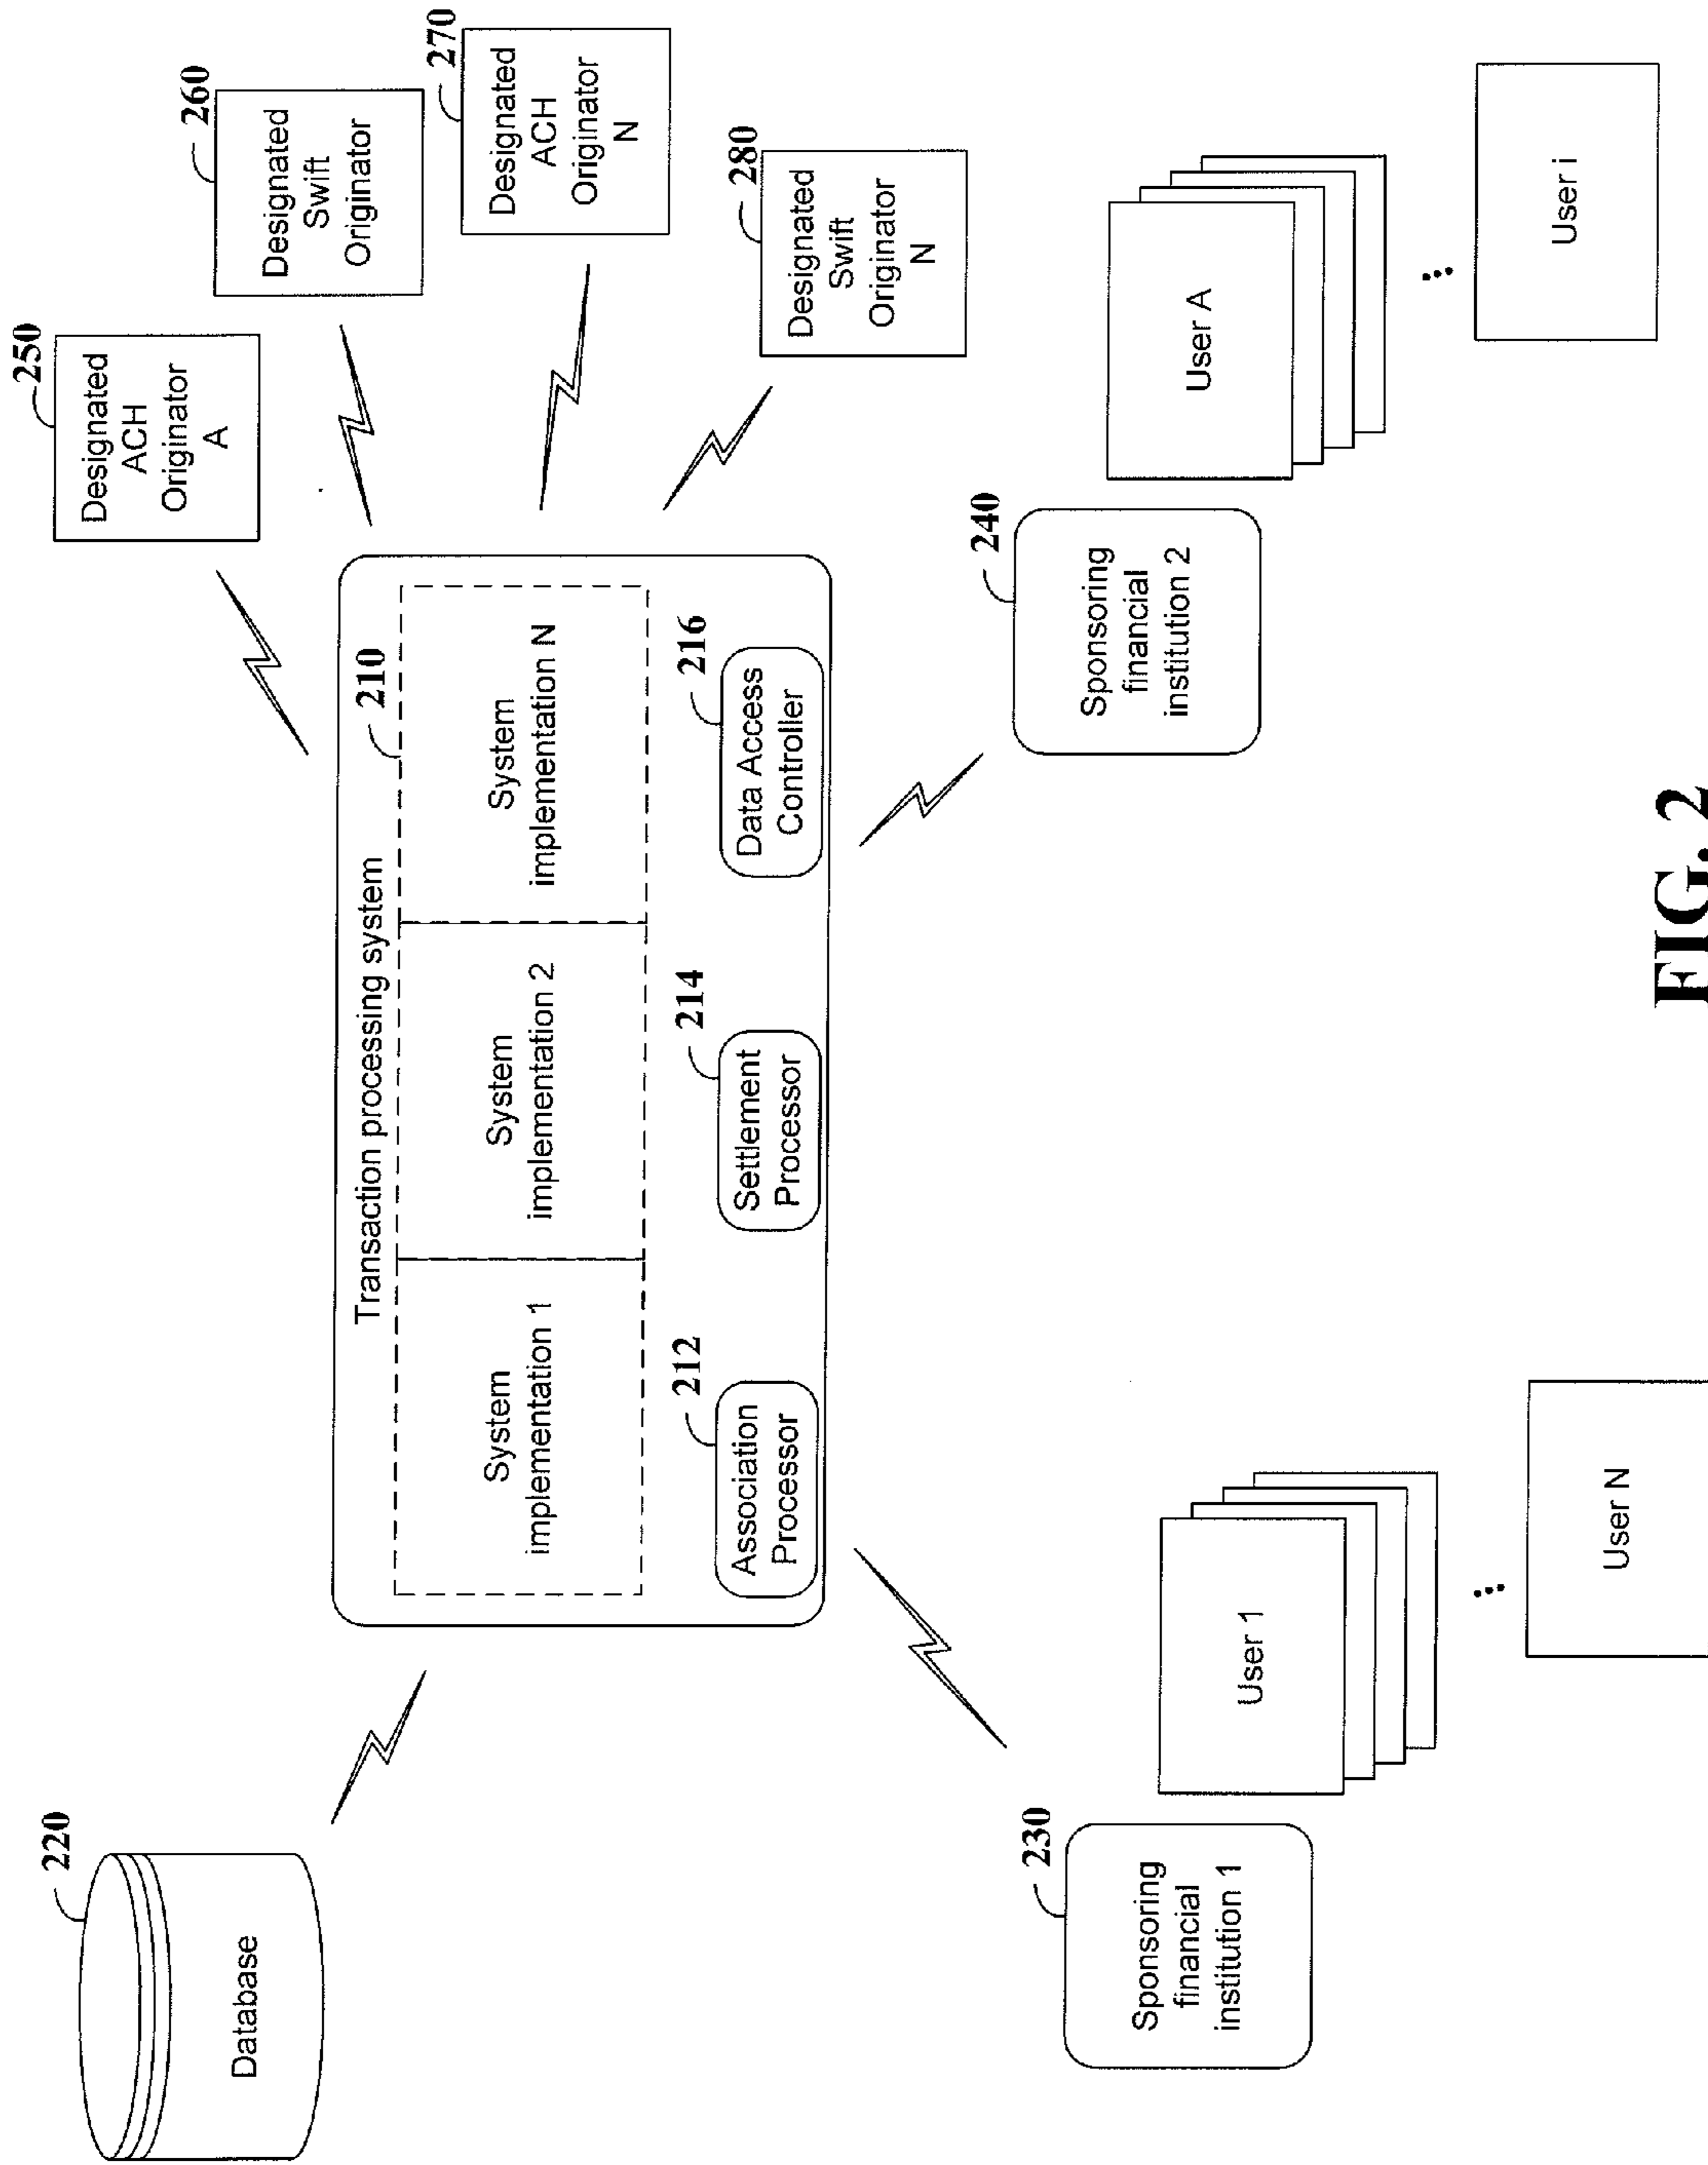 220
Database
Transaction processing system
210
System
implementation 1
System
implementation 2
System
implementation N
212
Association
Processor
214
Settlement
Processor
216
Data Access
Controller
250
Designated
ACH
Originator
A
260
Designated
Swift
Originator
270
Designated
ACH
Originator
N
280
Designated
Swift
Originator
N
230
Sponsoring
financial
institution 1
User 1
...
User N
240
Sponsoring
financial
institution 2
User A
...
User i
FIG. 2